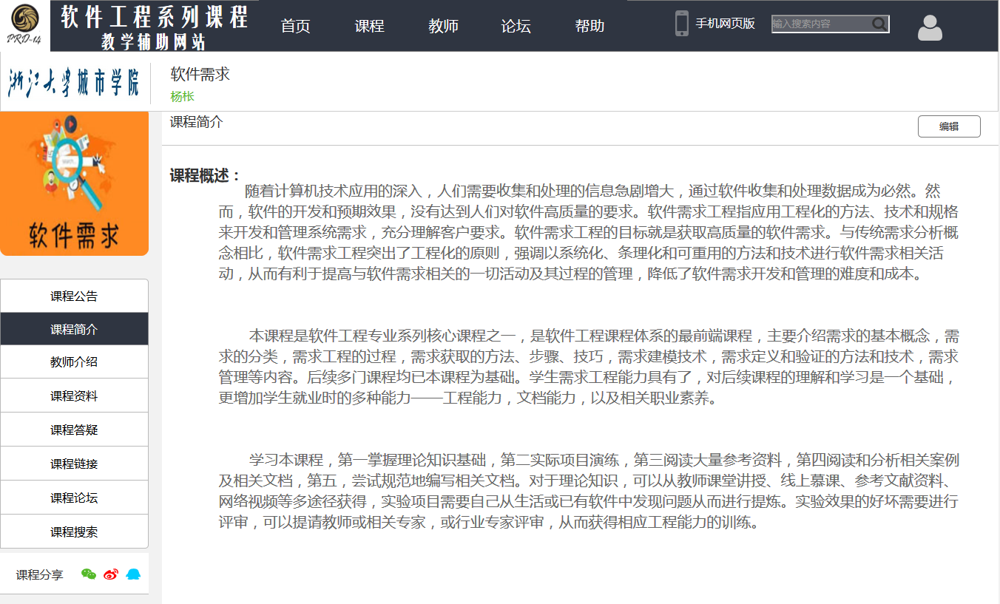 PRD-14
软件工程系列课程
教学辅助网站
首页 课程 教师 论坛 帮助
手机网页版
输入搜索内容
浙江大学城市学院
软件需求
杨枨
软件需求
课程简介
编辑
课程公告
课程简介
教师介绍
课程资料
课程答疑
课程链接
课程论坛
课程搜索
课程分享
课程概述：
随着计算机技术应用的深入，人们需要收集和处理的信息急剧增大，通过软件收集和处理数据成为必然。然
而，软件的开发和预期效果，没有达到人们对软件高质量的要求。软件需求工程指应用工程化的方法、技术和规格
来开发和管理系统需求，充分理解客户要求。软件需求工程的目标就是获取高质量的软件需求。与传统需求分析概
念相比，软件需求工程突出了工程化的原则，强调以系统化、条理化和可重用的方法和技术进行软件需求相关活
动，从而有利于提高与软件需求相关的一切活动及其过程的管理，降低了软件需求开发和管理的难度和成本。
本课程是软件工程专业系列核心课程之一，是软件工程课程体系的最前端课程，主要介绍需求的基本概念，需
求的分类，需求工程的过程，需求获取的方法、步骤、技巧，需求建模技术，需求定义和验证的方法和技术，需求
管理等内容。后续多门课程均已本课程为基础。学生需求工程能力具有了，对后续课程的理解和学习是一个基础，
更增加学生就业时的多种能力——工程能力，文档能力，以及相关职业素养。
学习本课程，第一掌握理论知识基础，第二实际项目演练，第三阅读大量参考资料，第四阅读和分析相关案例
及相关文档，第五，尝试规范地编写相关文档。对于理论知识，可以从教师课堂讲授、线上慕课、参考文献资料、
网络视频等多途径获得，实验项目需要自己从生活或已有软件中发现问题从而进行提炼。实验效果的好坏需要进行
评审，可以提请教师或相关专家，或行业专家评审，从而获得相应工程能力的训练。